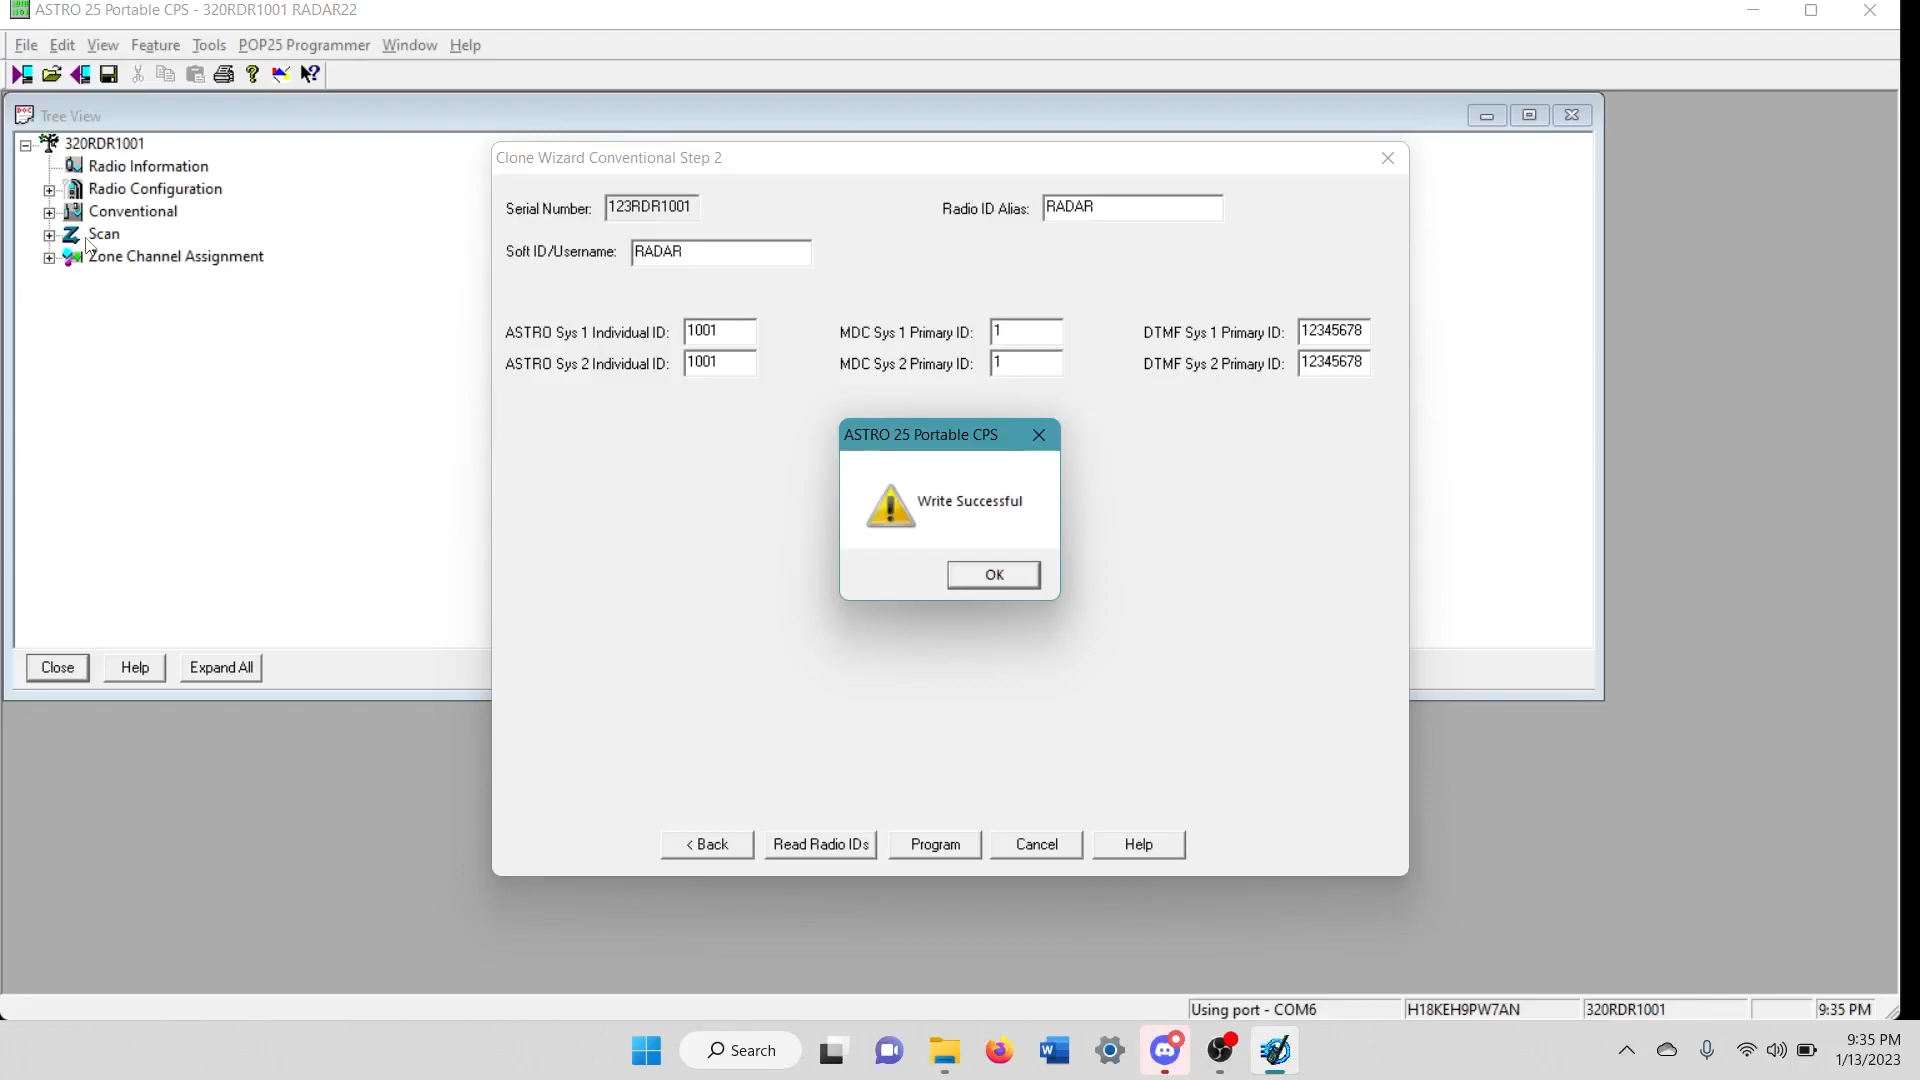 ASTRO 25 Portable CPS - 320RDR1001 RADAR22
File Edit View Feature Tools POP25 Programmer Window Help
Tree View
320RDR1001
Radio Information
Radio Configuration
Conventional
Scan
Zone Channel Assignment
Close Help Expand All
Clone Wizard Conventional Step 2
Serial Number: 123RDR1001 Radio ID Alias: RADAR
Soft ID/Username: RADAR
ASTRO Sys 1 Individual ID: 1001 MDC Sys 1 Primary ID: 1 DTMF Sys 1 Primary ID: 12345678
ASTRO Sys 2 Individual ID: 1001 MDC Sys 2 Primary ID: 1 DTMF Sys 2 Primary ID: 12345678
ASTRO 25 Portable CPS
Write Successful
OK
< Back Read Radio IDs Program Cancel Help
Using port - COM6 H18KEH9PW7AN 320RDR1001 9:35 PM
Search
9:35 PM
1/13/2023